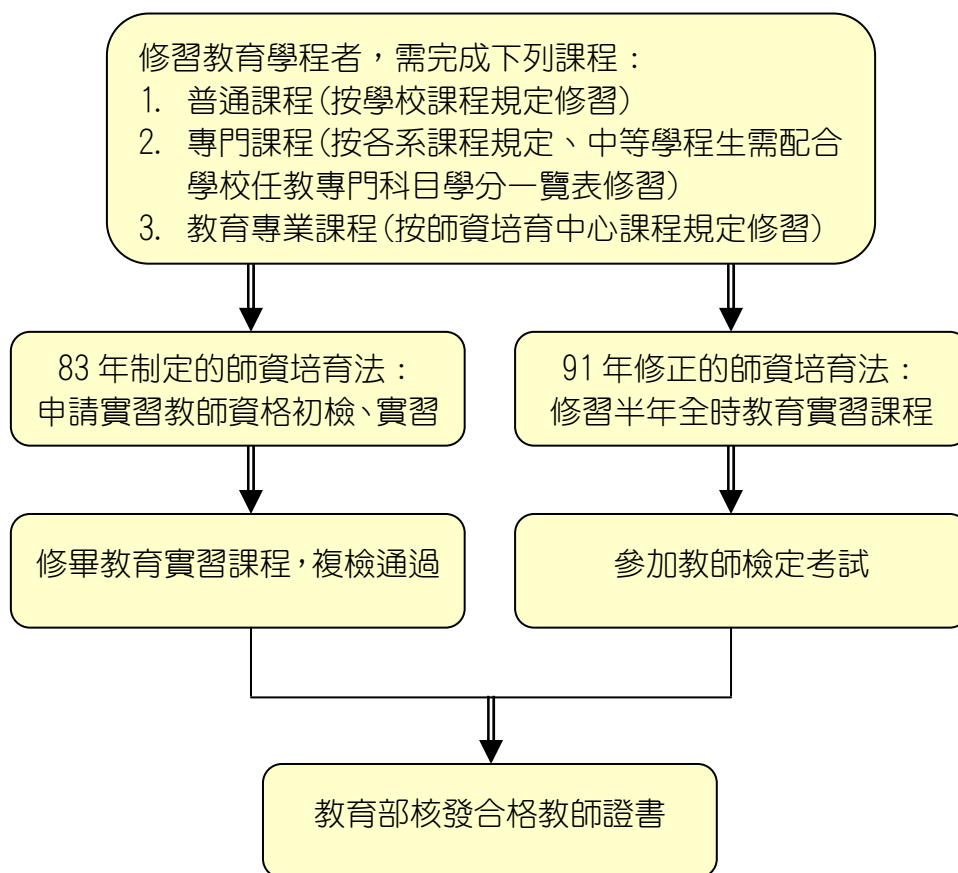 修習教育學程者，需完成下列課程：
1. 普通課程(按學校課程規定修習)
2. 專門課程(按各系課程規定、中等學程生需配合
學校任教專門科目學分一覽表修習)
3. 教育專業課程(按師資培育中心課程規定修習)
83年制定的師資培育法：
申請實習教師資格初檢、實習
91年修正的師資培育法：
修習半年全時教育實習課程
修畢教育實習課程，複檢通過
參加教師檢定考試
教育部核發合格教師證書